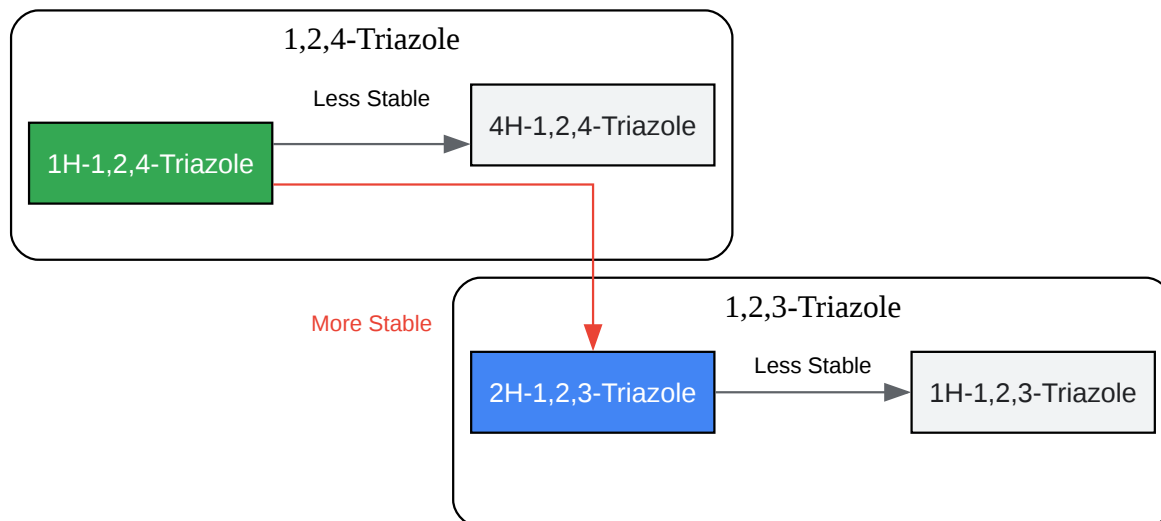 1,2,4-Triazole
Less Stable
4H-1,2,4-Triazole
1H-1,2,4-Triazole
More Stable
1,2,3-Triazole
2H-1,2,3-Triazole
Less Stable
1H-1,2,3-Triazole